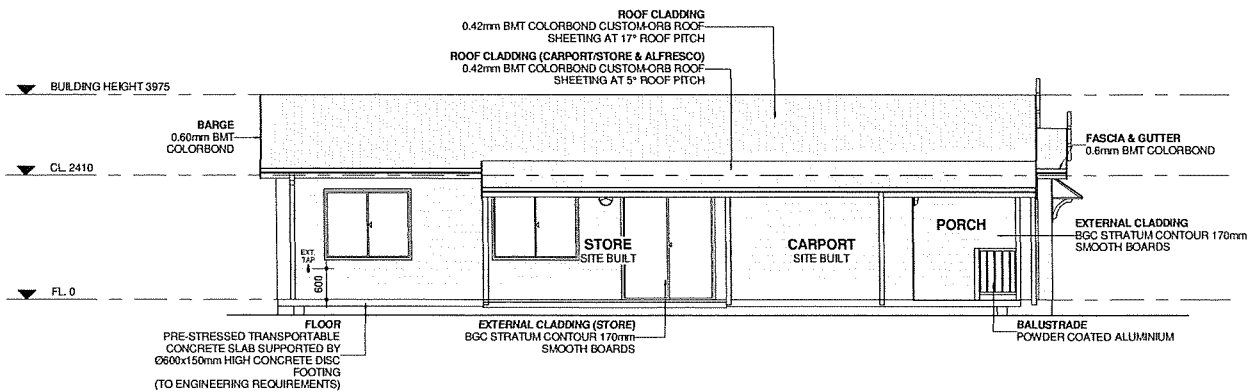 ROOF CLADDING
0.42mm BMT COLORBOND CUSTOM-ORB ROOF
SHEETING AT 17° ROOF PITCH
ROOF CLADDING (CARPORT/STORE & ALFRESCO)
0.42mm BMT COLORBOND CUSTOM-ORB ROOF
SHEETING AT 5° ROOF PITCH
BUILDING HEIGHT 3975
BARGE
0.60mm BMT
COLORBOND
FASCIA & GUTTER
0.6mm BMT COLORBOND
CL. 2410
STORE
SITE BUILT
CARPORT
SITE BUILT
PORCH
EXTERNAL CLADDING
BGC STRATUM CONTOUR 170mm
SMOOTH BOARDS
EXT.
TAP
600
FL. 0
FLOOR
PRE-STRESSED TRANSPORTABLE
CONCRETE SLAB SUPPORTED BY
Ø600x150mm HIGH CONCRETE DISC
FOOTING
(TO ENGINEERING REQUIREMENTS)
EXTERNAL CLADDING (STORE)
BGC STRATUM CONTOUR 170mm
SMOOTH BOARDS
BALUSTRADE
POWDER COATED ALUMINIUM